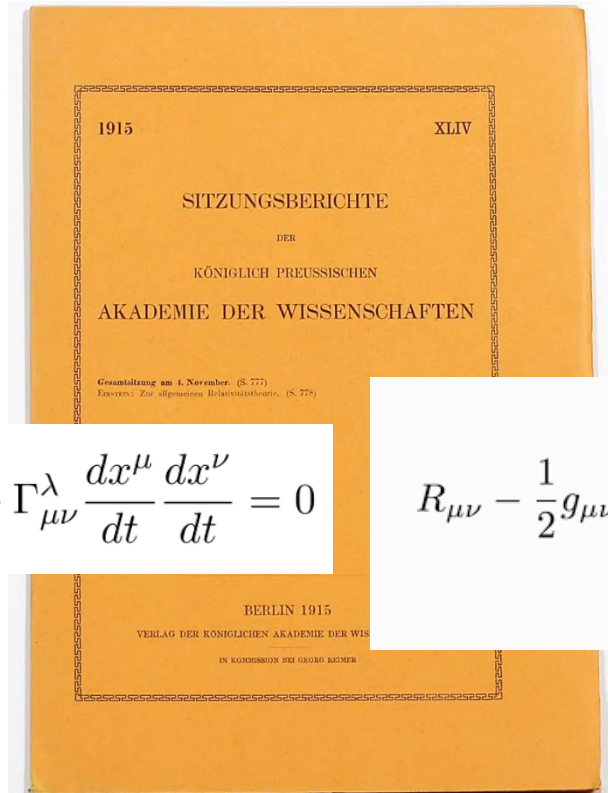 1915 XLIV
SITZUNGSBERICHTE
DER
KÖNIGLICH PREUSSISCHEN
AKADEMIE DER WISSENSCHAFTEN
Gesamtsitzung am 4. November. (S. 777)
EINSTEIN: Zur allgemeinen Relativitätstheorie. (S. 778)
Γ^λ_{μν} dx^μ/dt dx^ν/dt = 0
R_{μν} − 1/2 g_{μν}
BERLIN 1915
VERLAG DER KÖNIGLICHEN AKADEMIE DER WIS
IN KOMMISSION BEI GEORG REIMER